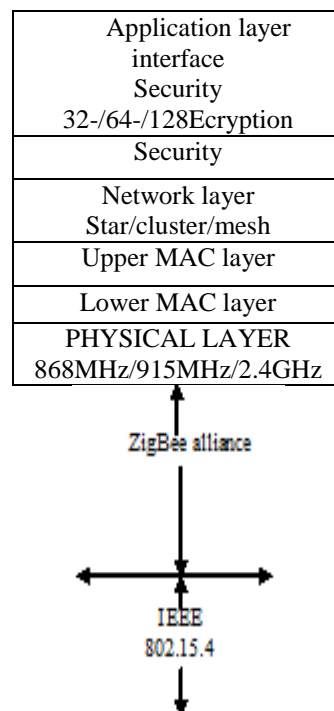 Application layer
interface
Security
32-/64-/128Ecryption
Security
Network layer
Star/cluster/mesh
Upper MAC layer
Lower MAC layer
PHYSICAL LAYER
868MHz/915MHz/2.4GHz
ZigBee alliance
IEEE
802.15.4